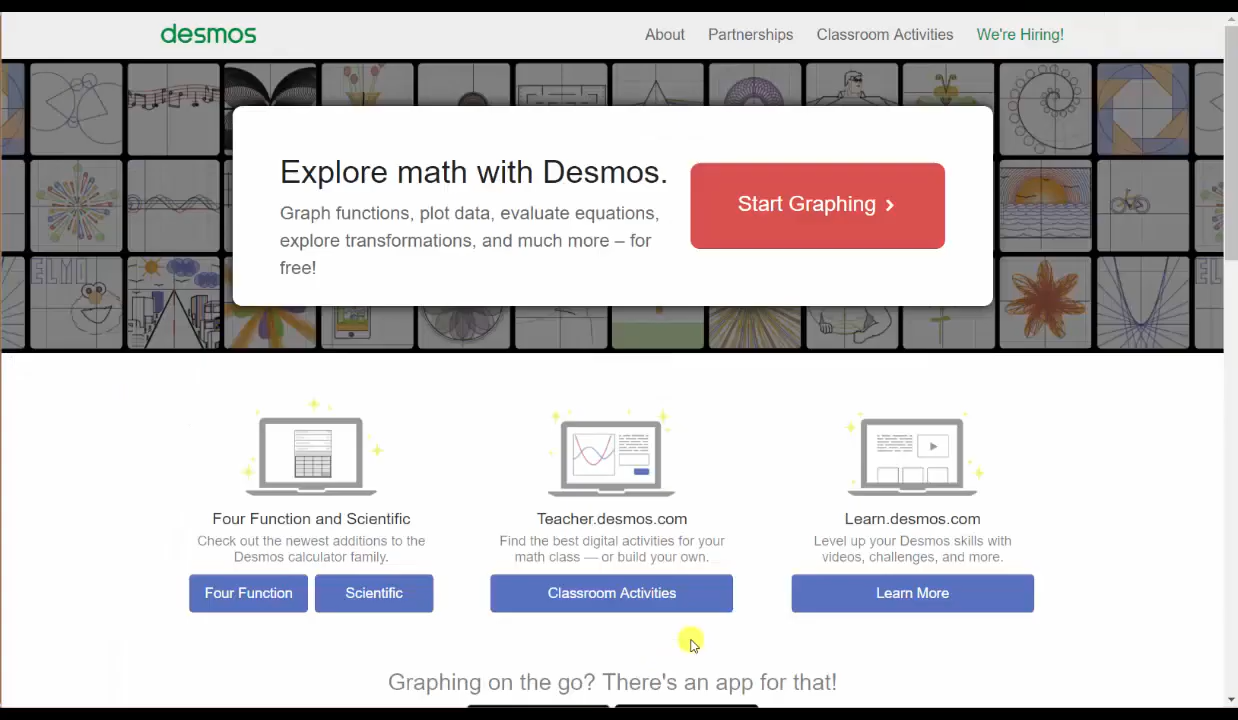 desmos
About Partnerships Classroom Activities We're Hiring!
ELMO
Explore math with Desmos.
Graph functions, plot data, evaluate equations,
explore transformations, and much more – for
free!
Start Graphing
Four Function and Scientific
Check out the newest additions to the
Desmos calculator family.
Four Function Scientific
Teacher.desmos.com
Find the best digital activities for your
math class — or build your own.
Classroom Activities
Learn.desmos.com
Level up your Desmos skills with
videos, challenges, and more.
Learn More
Graphing on the go? There's an app for that!